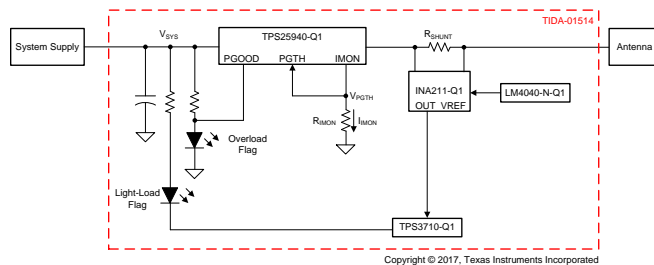 TIDA-01514
System Supply
VSYS
TPS25940-Q1
PGOOD PGTH IMON
RSHUNT
Antenna
INA211-Q1
OUT VREF
LM4040-N-Q1
VPGTH
RIMON
IIMON
Overload
Flag
Light-Load
Flag
TPS3710-Q1
Copyright © 2017, Texas Instruments Incorporated